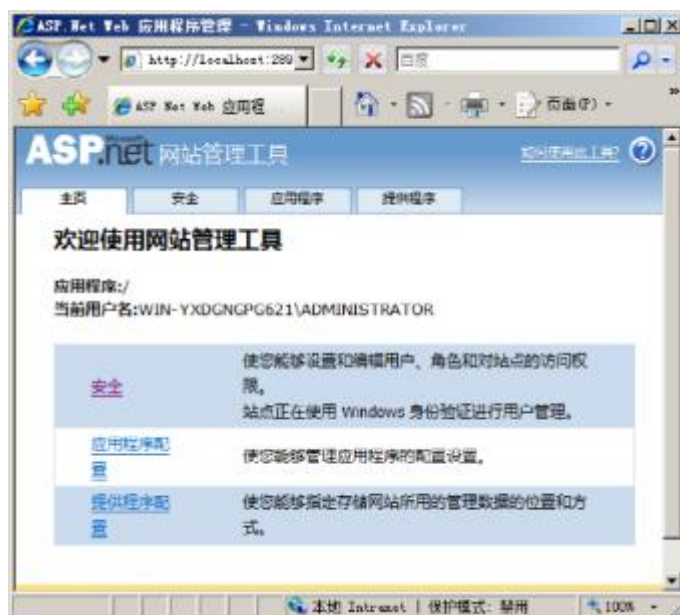 ASP.Net Web 应用程序管理 - Windows Internet Explorer
http://localhost:289
百度
ASP.Net Web 应用程
页面(P)
ASP.net 网站管理工具
如何使用此工具?
主页 安全 应用程序 提供程序
欢迎使用网站管理工具
应用程序:/
当前用户名:WIN-YXDGNGPG621\ADMINISTRATOR
安全
使您能够设置和编辑用户、角色和对站点的访问权
限。
站点正在使用 Windows 身份验证进行用户管理。
应用程序配
置
使您能够管理应用程序的配置设置。
提供程序配
置
使您能够指定存储网站所用的管理数据的位置和方
式。
本地 Intranet | 保护模式: 禁用
100%